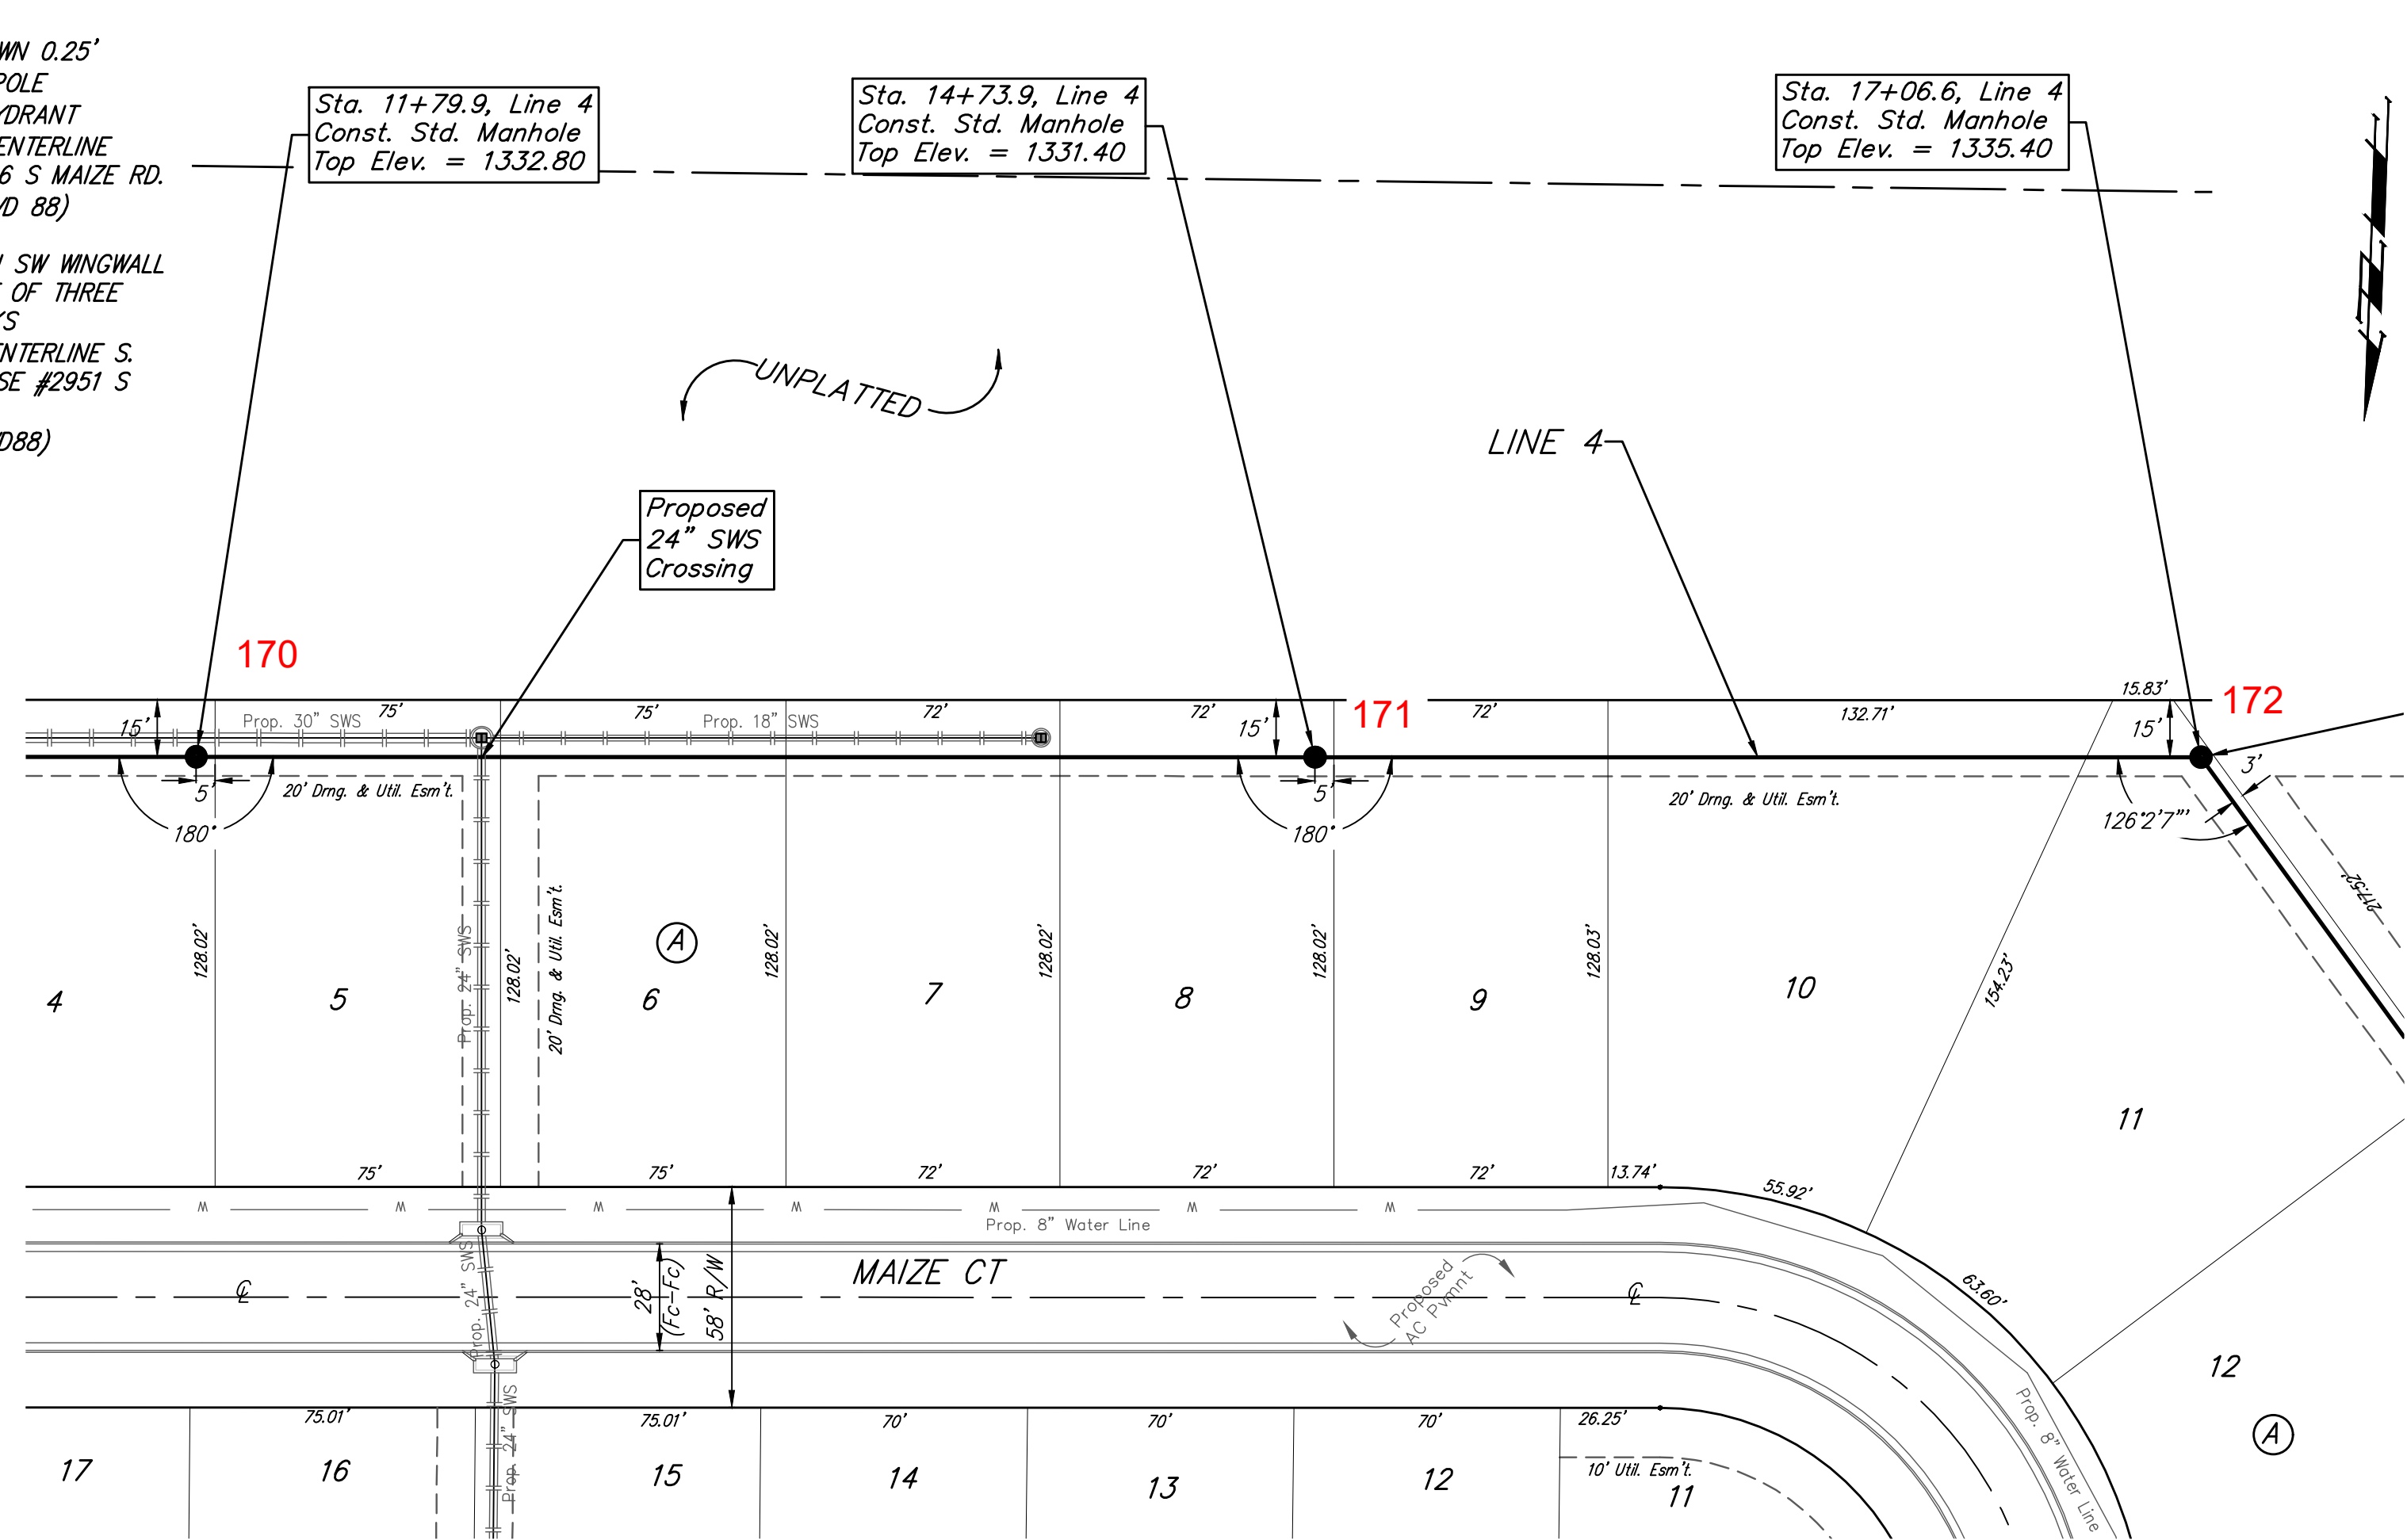 WN 0.25'
POLE
YDRANT
ENTERLINE
6 S MAIZE RD.
VD 88)
SW WINGWALL
OF THREE
KS
ENTERLINE S.
SE #2951 S
D88)
Sta. 11+79.9, Line 4
Const. Std. Manhole
Top Elev. = 1332.80
Sta. 14+73.9, Line 4
Const. Std. Manhole
Top Elev. = 1331.40
Sta. 17+06.6, Line 4
Const. Std. Manhole
Top Elev. = 1335.40
UNPLATTED
LINE 4
Proposed
24" SWS
Crossing
170
171
172
15'
Prop. 30" SWS
75'
75'
Prop. 18" SWS
72'
72'
15'
72'
132.71'
15.83'
15'
5'
20' Drng. & Util. Esm't.
180°
5'
180°
20' Drng. & Util. Esm't.
126°2'7"'
3'
217.52'
128.02'
Prop. 24" SWS
128.02'
20' Drng. & Util. Esm't.
A
128.02'
128.02'
128.02'
128.03'
154.23'
4
5
6
7
8
9
10
11
75'
75'
72'
72'
72'
13.74'
55.92'
W W W W W W W
Prop. 8" Water Line
MAIZE CT
Prop. 24" SWS
28'
(Fc-Fc)
58' R/W
Proposed
AC Pvmnt
63.60'
12
A
Prop. 8" Water Line
75.01'
75.01'
70'
70'
70'
26.25'
Prop. 24" SWS
10' Util. Esm't.
17
16
15
14
13
12
11